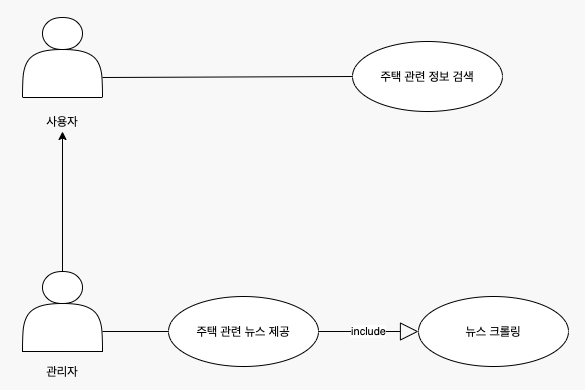 주택 관련 정보 검색
사용자
주택 관련 뉴스 제공
include
뉴스 크롤링
관리자